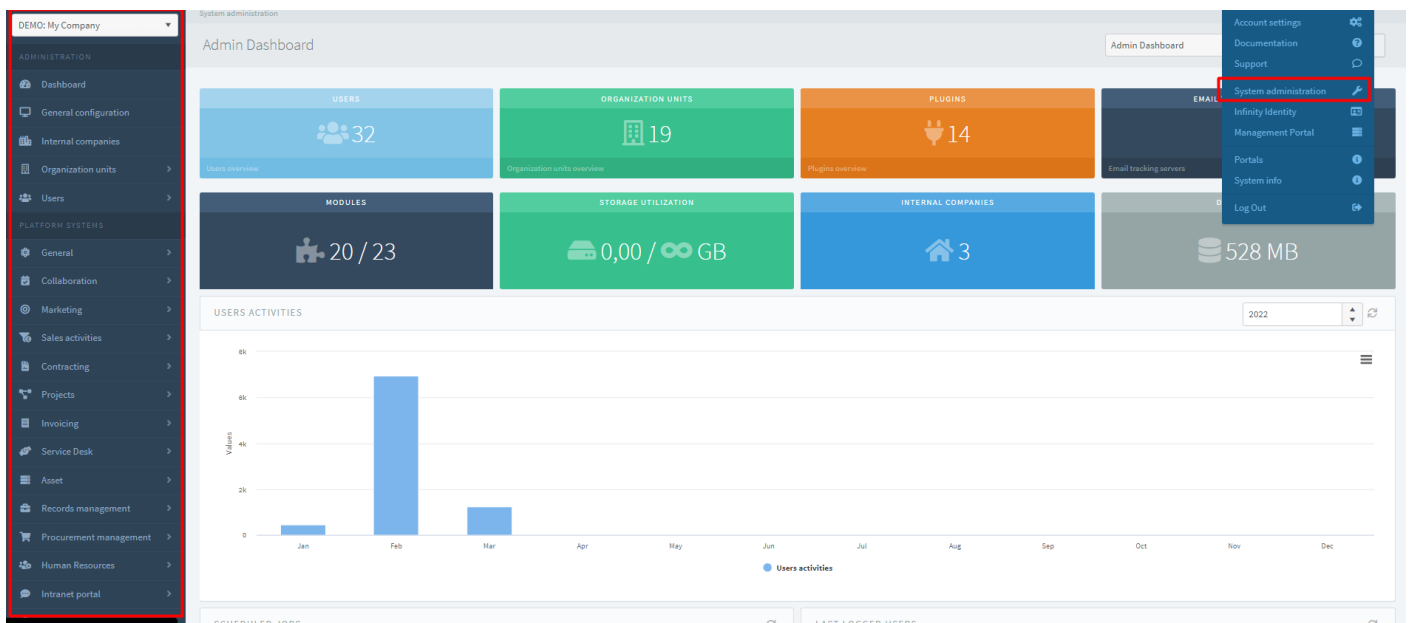 DEMO: My Company
ADMINISTRATION
Dashboard
General configuration
Internal companies
Organization units
Users
PLATFORM SYSTEMS
General
Collaboration
Marketing
Sales activities
Contracting
Projects
Invoicing
Service Desk
Asset
Records management
Procurement management
Human Resources
Intranet portal
System administration
Admin Dashboard
Admin Dashboard
Account settings
Documentation
Support
System administration
Infinity Identity
Management Portal
Portals
System info
Log Out
USERS
32
Users overview
ORGANIZATION UNITS
19
Organization units overview
PLUGINS
14
Plugins overview
EMAIL
Email tracking servers
MODULES
20 / 23
STORAGE UTILIZATION
0,00 / ∞ GB
INTERNAL COMPANIES
3
D
528 MB
USERS ACTIVITIES
2022
8k
6k
4k
2k
0
Values
Jan Feb Mar Apr May Jun Jul Aug Sep Oct Nov Dec
Users activities
SCHEDULED JOBS
LAST LOGGED USERS